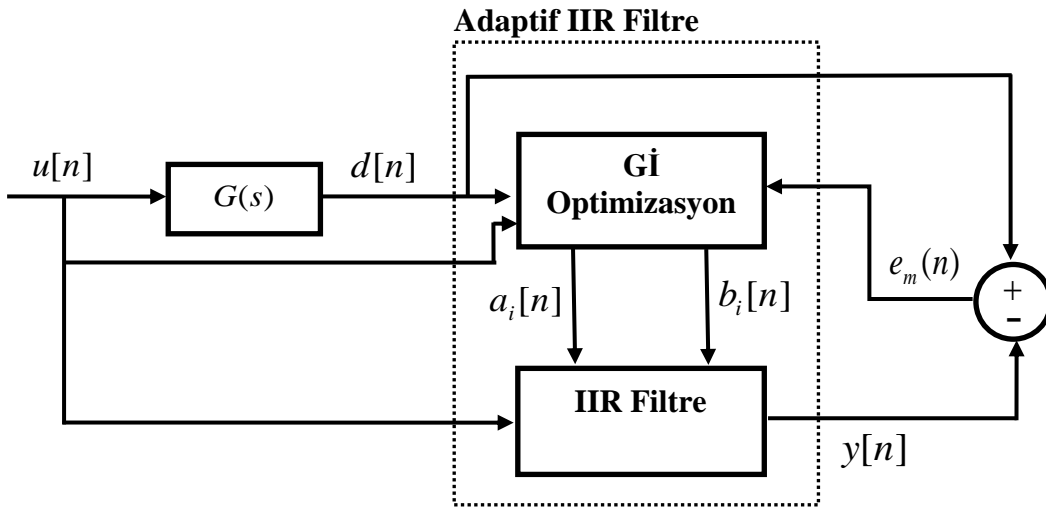 Adaptif IIR Filtre
u[n]
G(s)
d[n]
Gİ
Optimizasyon
e_m(n)
+
-
a_i[n]
b_i[n]
IIR Filtre
y[n]